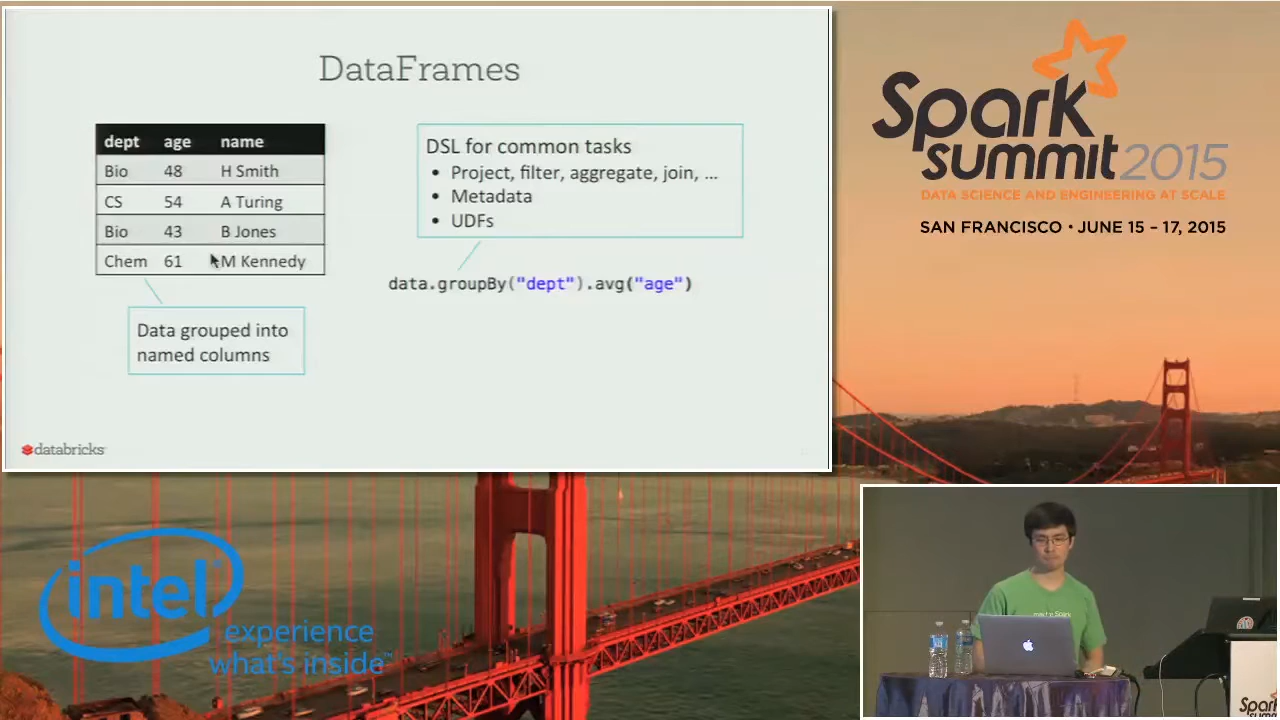 DataFrames
dept age name
Bio 48 H Smith
CS 54 A Turing
Bio 43 B Jones
Chem 61 M Kennedy
Data grouped into
named columns
DSL for common tasks
• Project, filter, aggregate, join, ...
• Metadata
• UDFs
data.groupBy("dept").avg("age")
databricks
Spark
summit 2015
DATA SCIENCE AND ENGINEERING AT SCALE
SAN FRANCISCO • JUNE 15 – 17, 2015
intel
experience
what's inside™
Spark